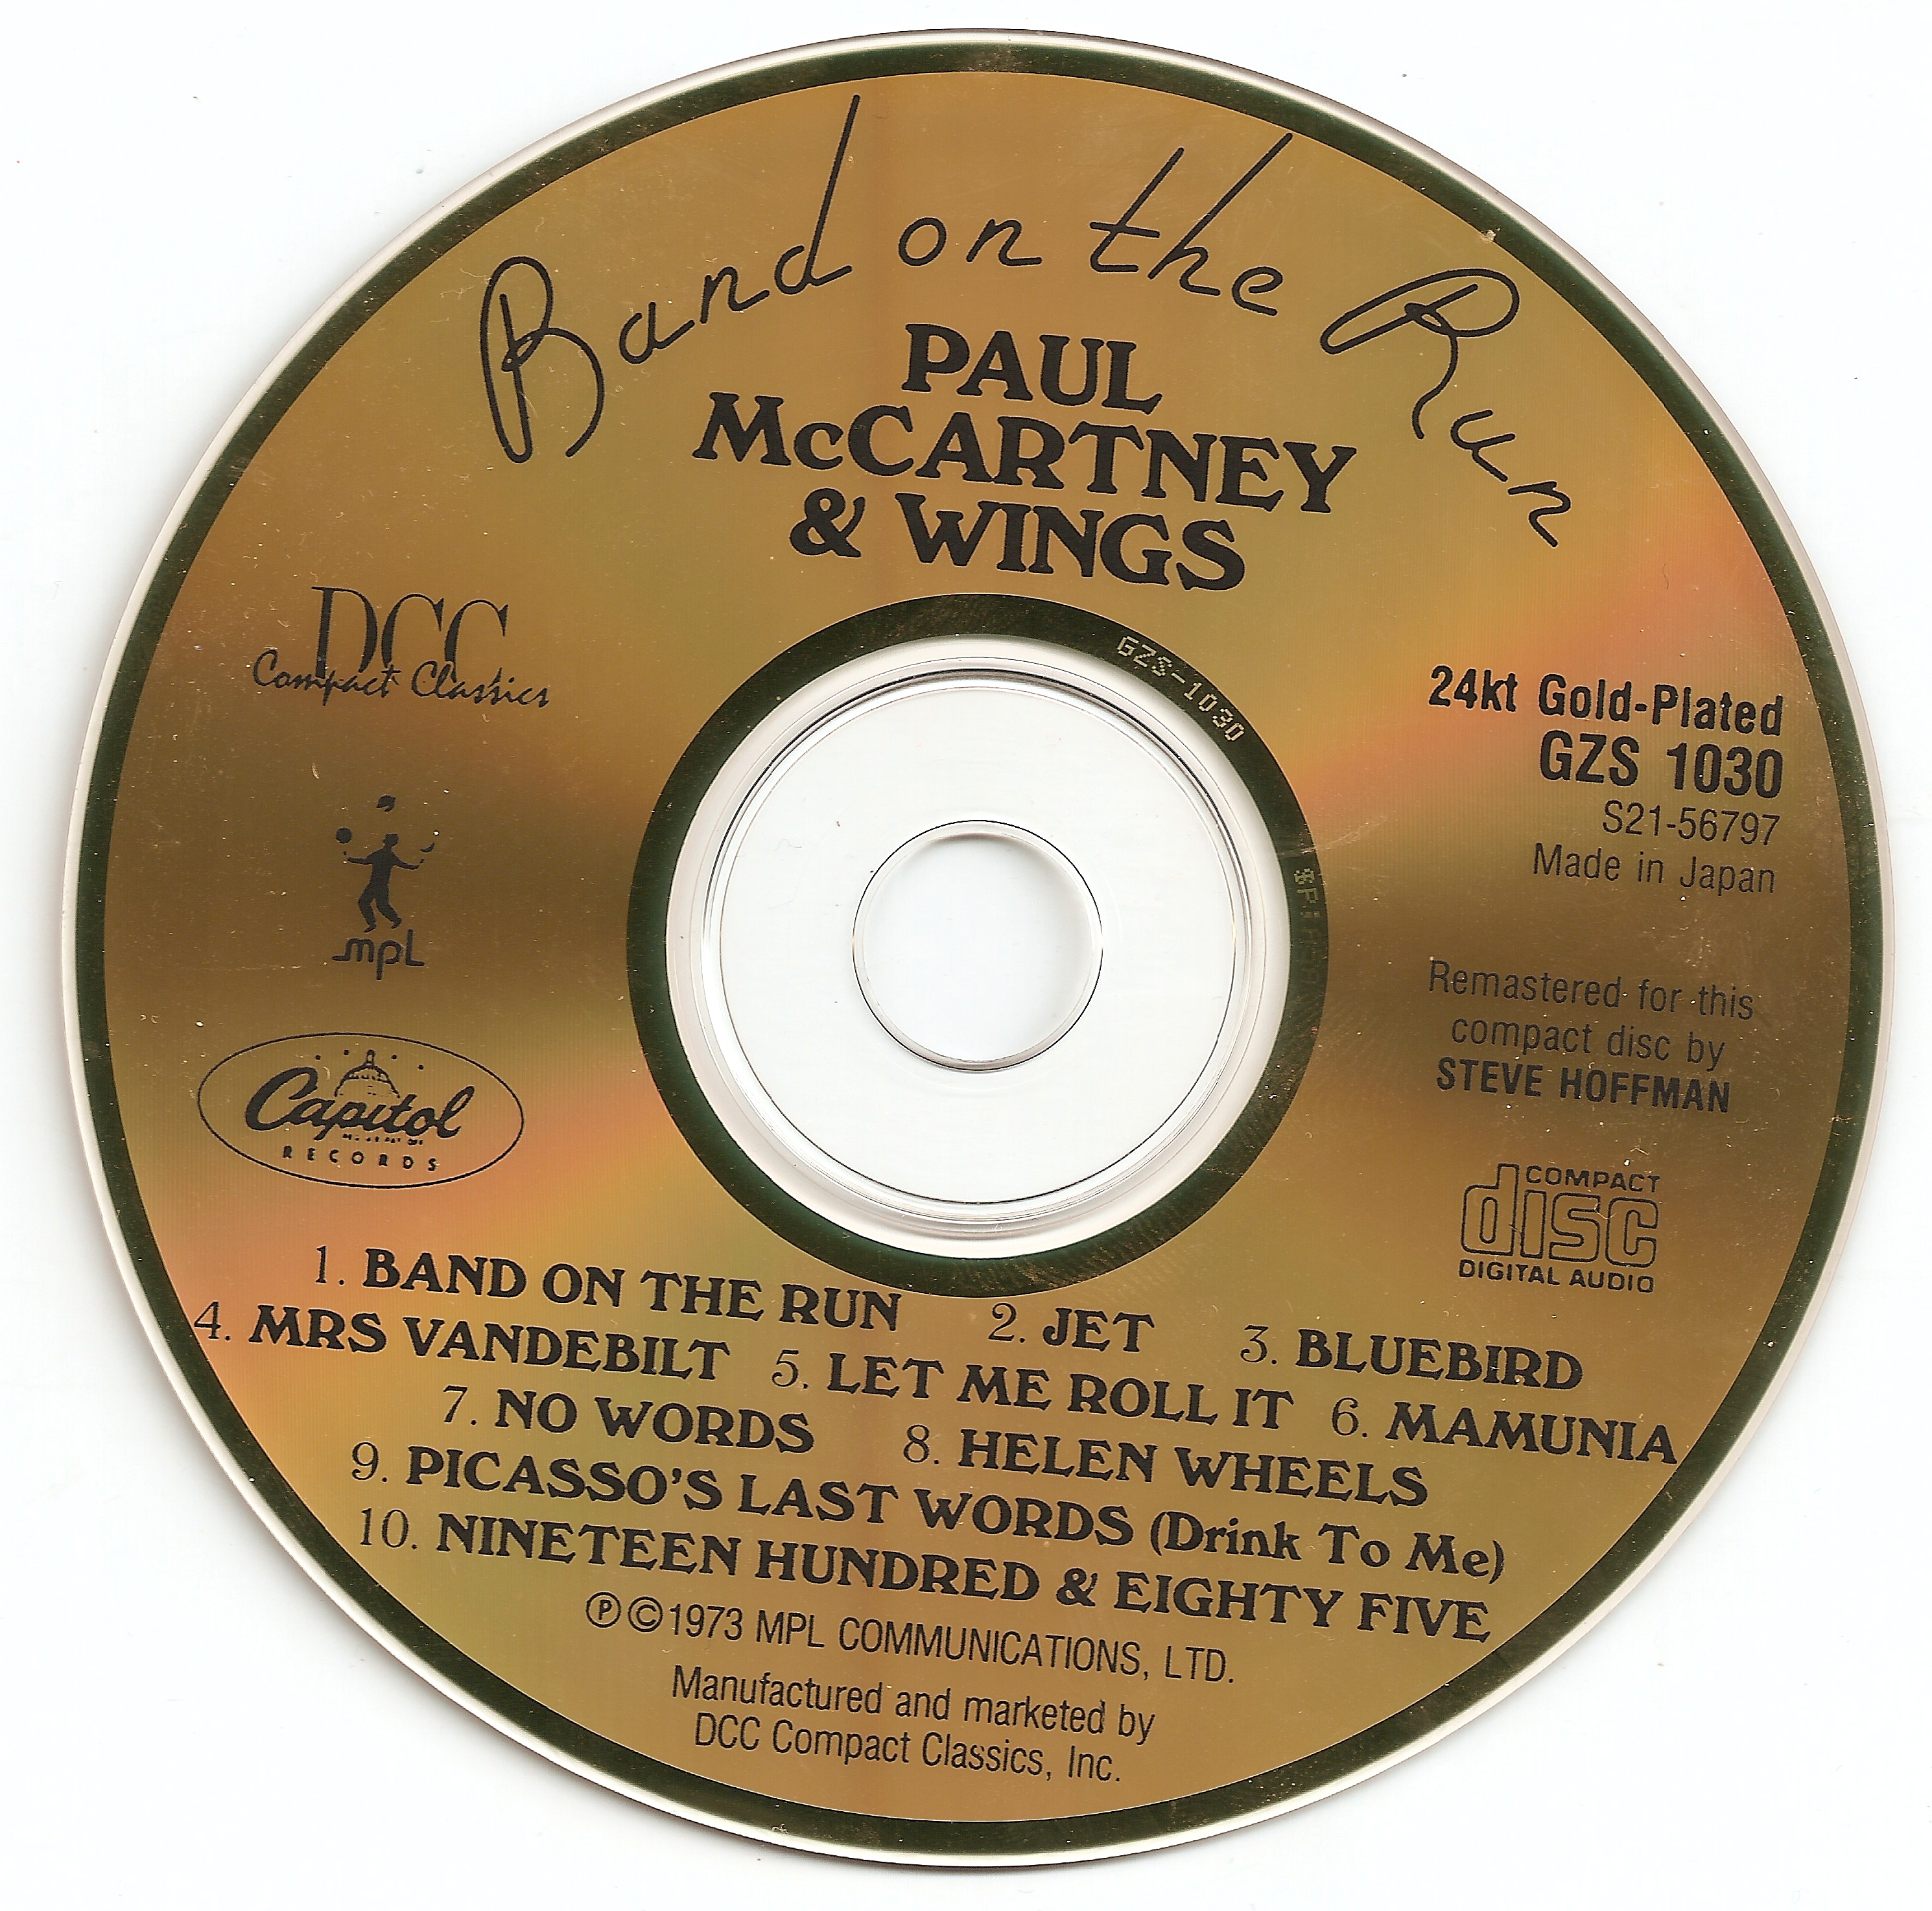 Band on the Run
PAUL
McCARTNEY
& WINGS
DCC
Compact Classics
GZS-1030
24kt Gold-Plated
GZS 1030
S21-56797
Made in Japan
mpL
Remastered for this
compact disc by
STEVE HOFFMAN
Capitol
RECORDS
COMPACT
disc
DIGITAL AUDIO
1. BAND ON THE RUN 2. JET 3. BLUEBIRD
4. MRS VANDEBILT 5. LET ME ROLL IT 6. MAMUNIA
7. NO WORDS 8. HELEN WHEELS
9. PICASSO'S LAST WORDS (Drink To Me)
10. NINETEEN HUNDRED & EIGHTY FIVE
℗©1973 MPL COMMUNICATIONS, LTD.
Manufactured and marketed by
DCC Compact Classics, Inc.